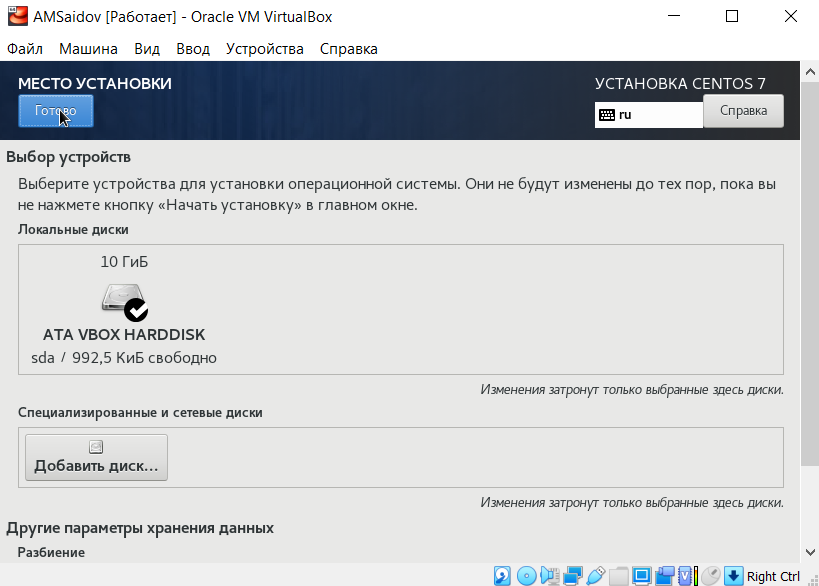 AMSaidov [Работает] - Oracle VM VirtualBox
Файл Машина Вид Ввод Устройства Справка
МЕСТО УСТАНОВКИ
УСТАНОВКА CENTOS 7
Готово
ru
Справка
Выбор устройств
Выберите устройства для установки операционной системы. Они не будут изменены до тех пор, пока вы
не нажмете кнопку «Начать установку» в главном окне.
Локальные диски
10 ГиБ
ATA VBOX HARDDISK
sda / 992,5 КиБ свободно
Изменения затронут только выбранные здесь диски.
Специализированные и сетевые диски
Добавить диск...
Изменения затронут только выбранные здесь диски.
Другие параметры хранения данных
Разбиение
Right Ctrl